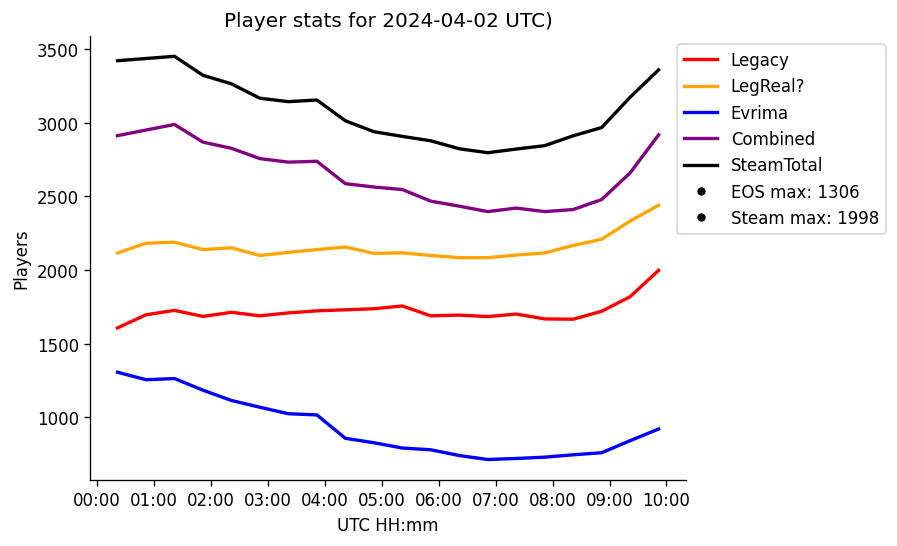 Player stats for 2024-04-02 UTC)
3500
3000
2500
2000
1500
1000
Players
00:00 01:00 02:00 03:00 04:00 05:00 06:00 07:00 08:00 09:00 10:00
UTC HH:mm
Legacy
LegReal?
Evrima
Combined
SteamTotal
EOS max: 1306
Steam max: 1998